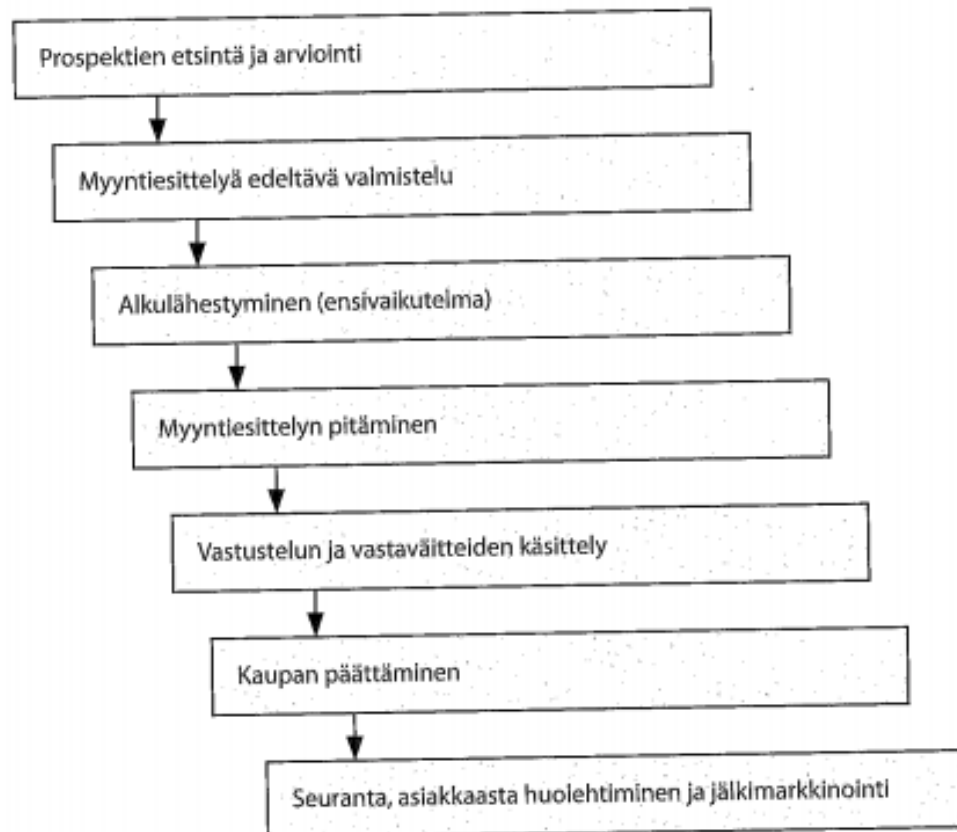 Prospektien etsintä ja arviointi
Myyntiesittelyä edeltävä valmistelu
Alkulähestyminen (ensivaikutelma)
Myyntiesittelyn pitäminen
Vastustelun ja vastaväitteiden käsittely
Kaupan päättäminen
Seuranta, asiakkaasta huolehtiminen ja jälkimarkkinointi